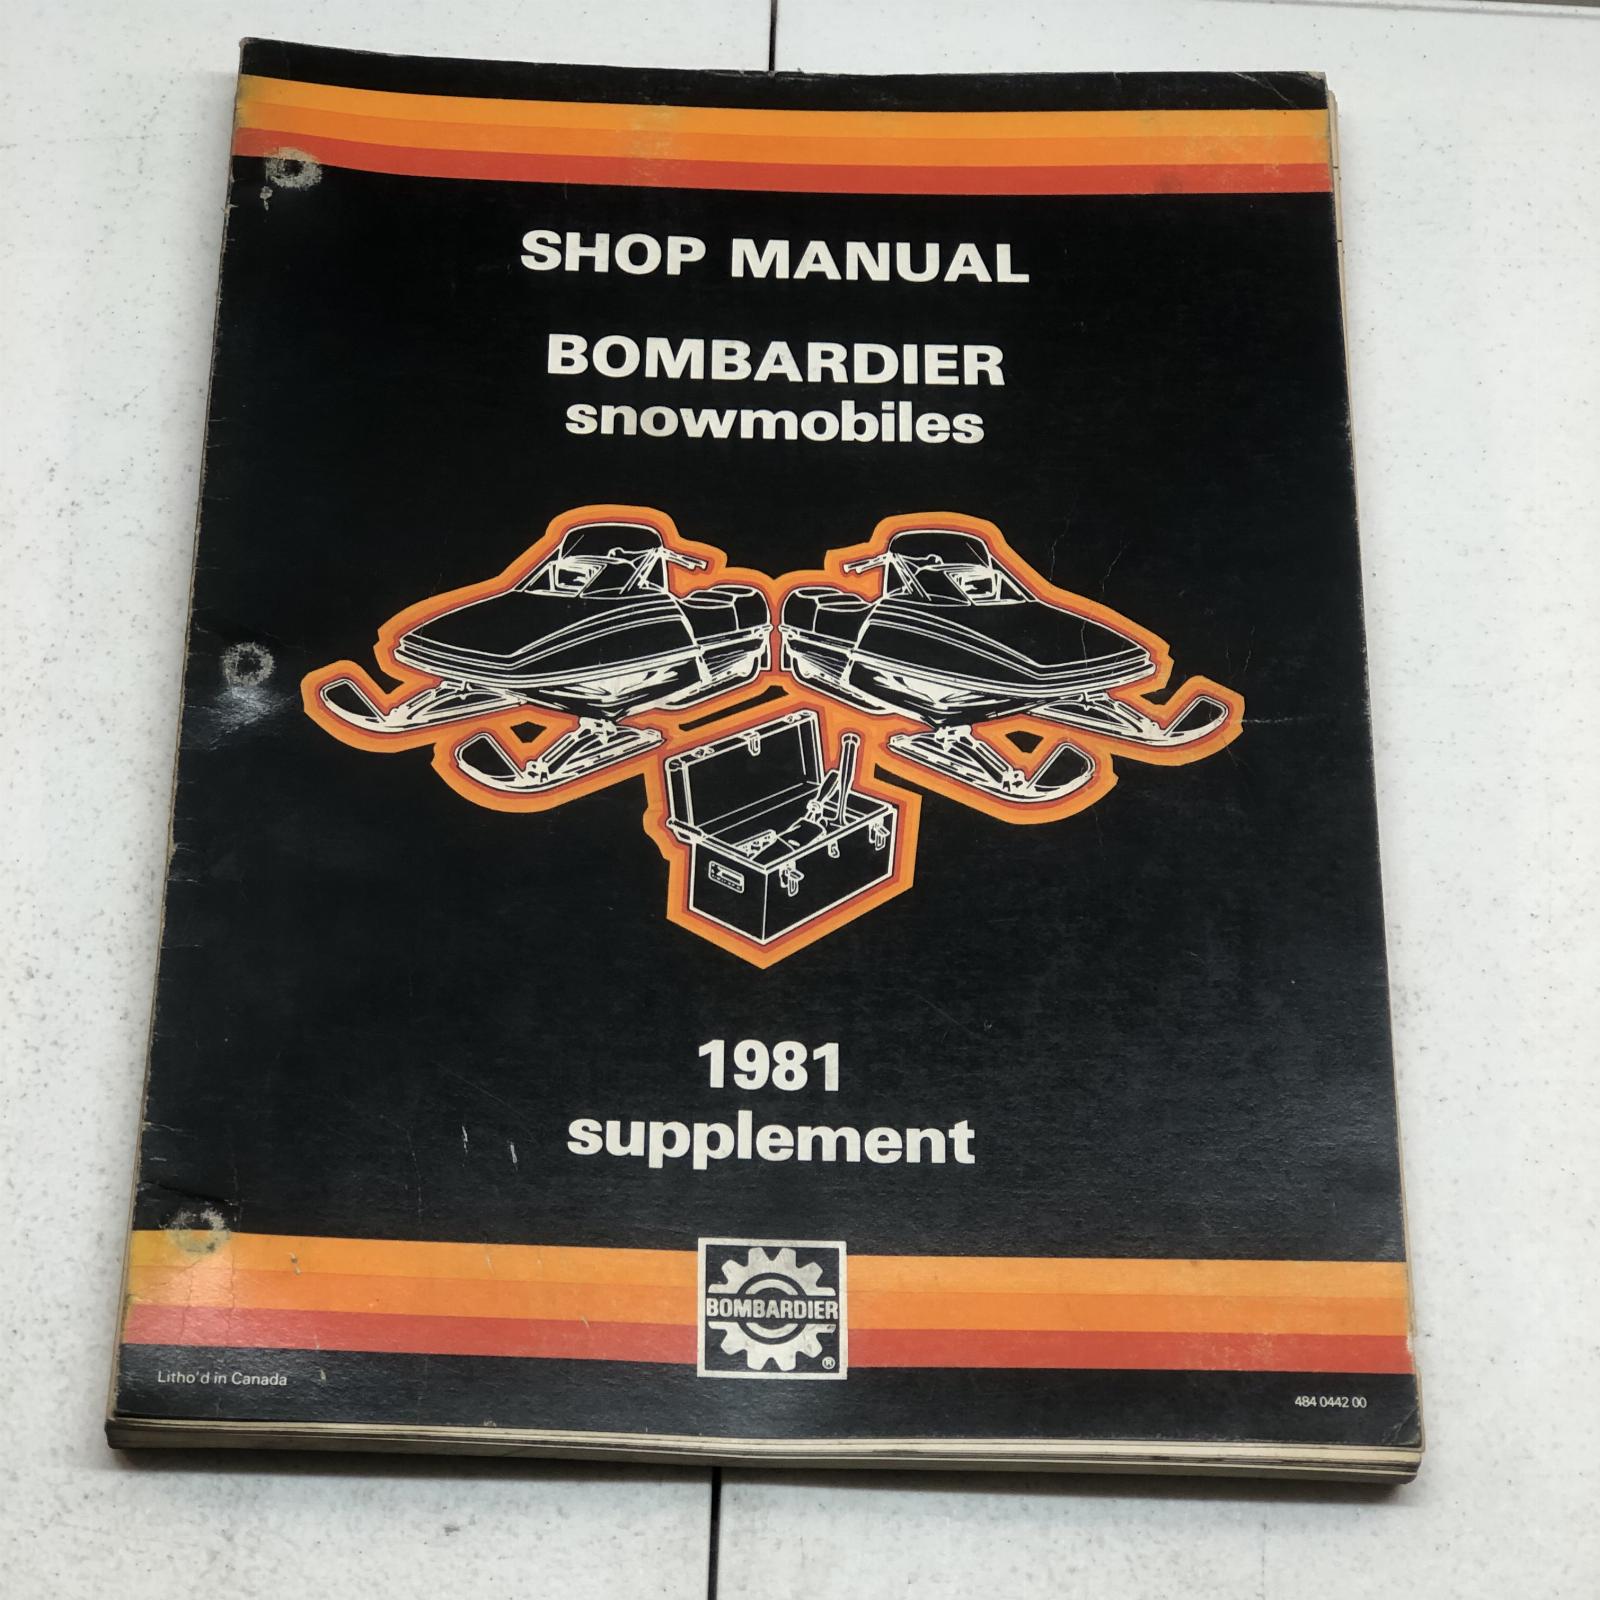 SHOP MANUAL
BOMBARDIER
snowmobiles
1981
supplement
BOMBARDIER
®
Litho'd in Canada
484 0442 00